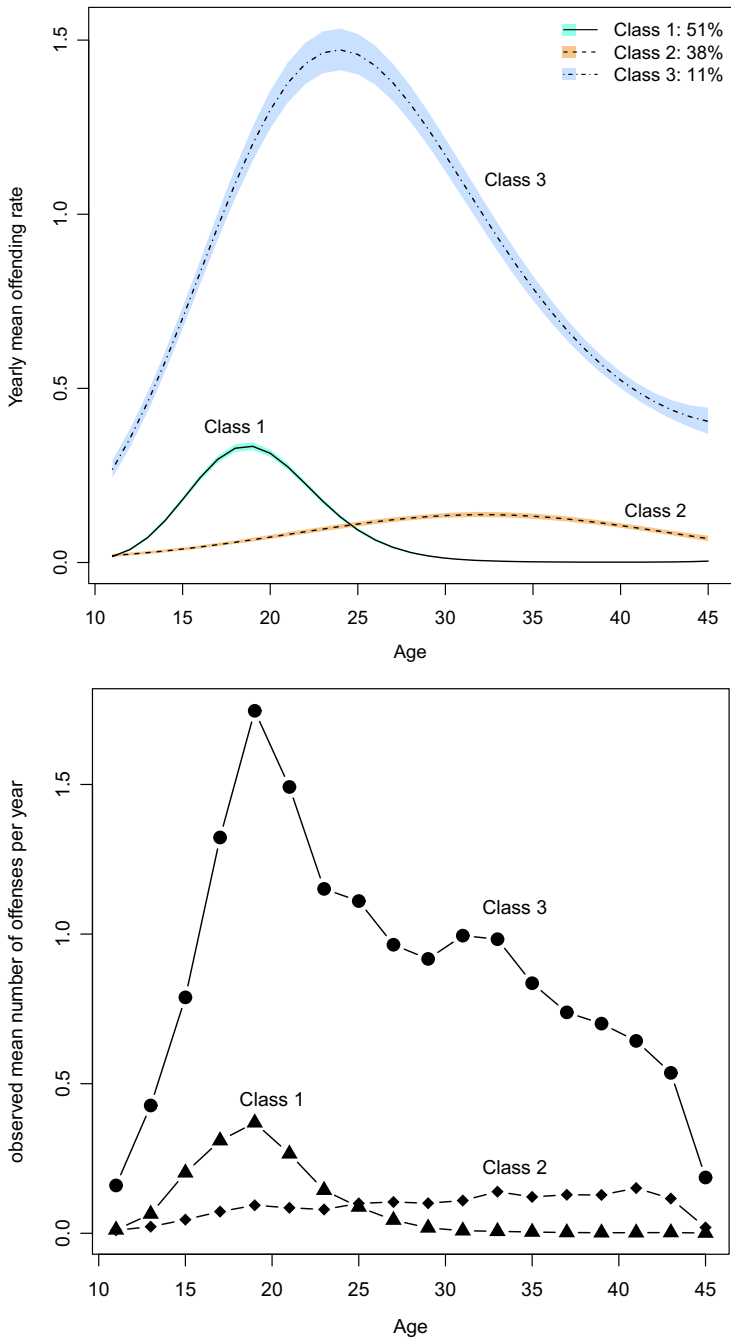 Class 1: 51%
Class 2: 38%
Class 3: 11%
1.5
1.0
0.5
0.0
Yearly mean offending rate
Class 3
Class 1
Class 2
10 15 20 25 30 35 40 45
Age
1.5
1.0
0.5
0.0
observed mean number of offenses per year
Class 3
Class 1
Class 2
10 15 20 25 30 35 40 45
Age